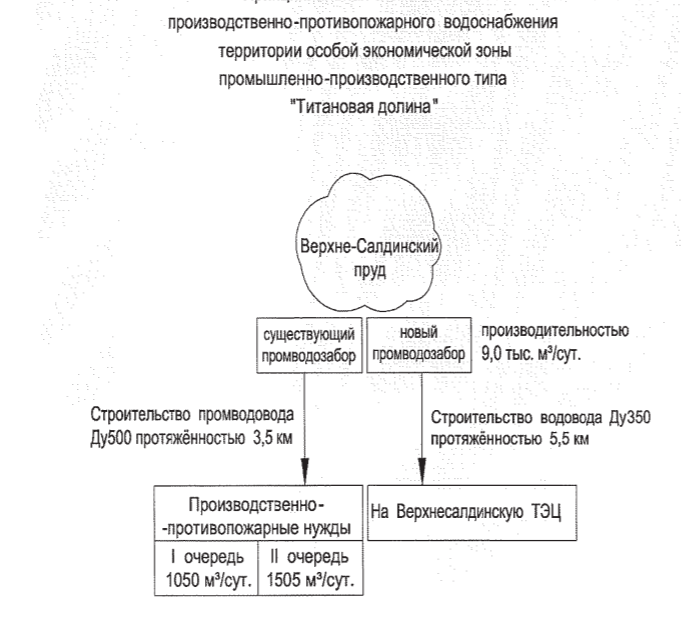 производственно-противопожарного водоснабжения
территории особой экономической зоны
промышленно-производственного типа
"Титановая долина"
Верхне-Салдинский
пруд
существующий
промводозабор
новый
промводозабор
производительностью
9,0 тыс. м³/сут.
Строительство промводовода
Ду500 протяжённостью 3,5 км
Строительство водовода Ду350
протяжённостью 5,5 км
Производственно-
-противопожарные нужды
На Верхнесалдинскую ТЭЦ
I очередь
1050 м³/сут.
II очередь
1505 м³/сут.